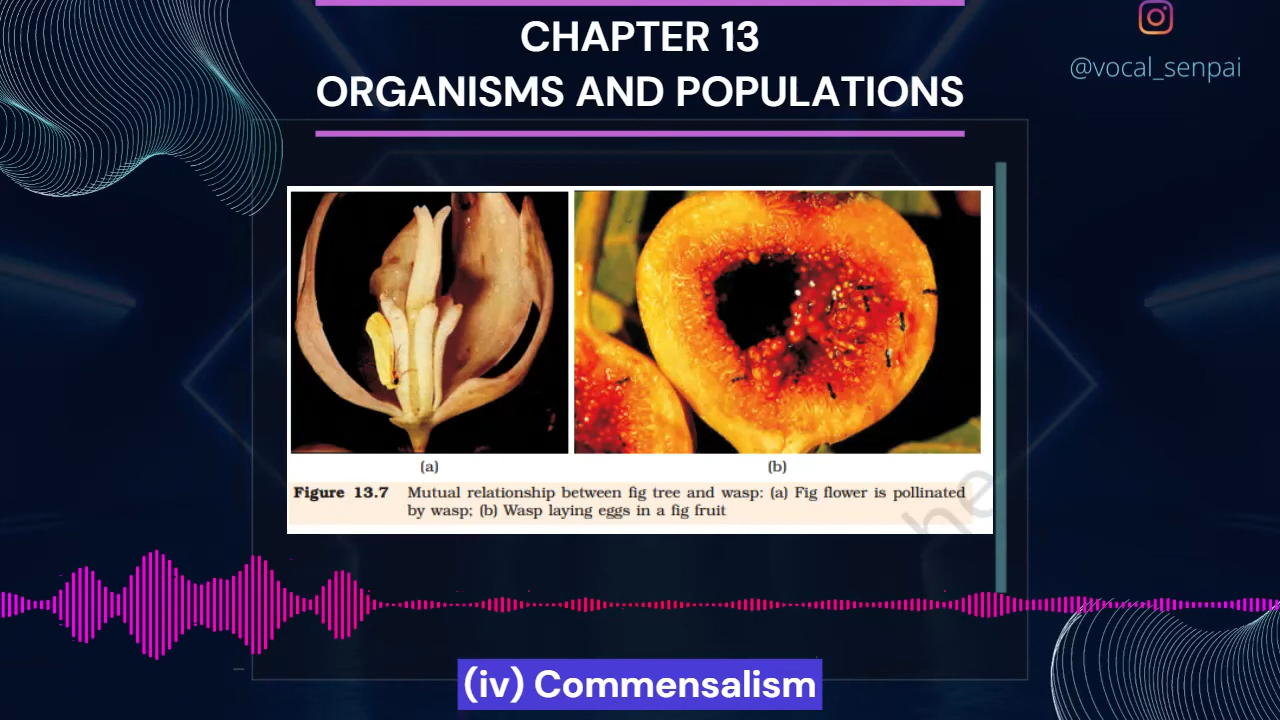 CHAPTER 13
ORGANISMS AND POPULATIONS
@vocal_senpai
(a)
(b)
Figure 13.7 Mutual relationship between fig tree and wasp: (a) Fig flower is pollinated
by wasp; (b) Wasp laying eggs in a fig fruit
he
(iv) Commensalism